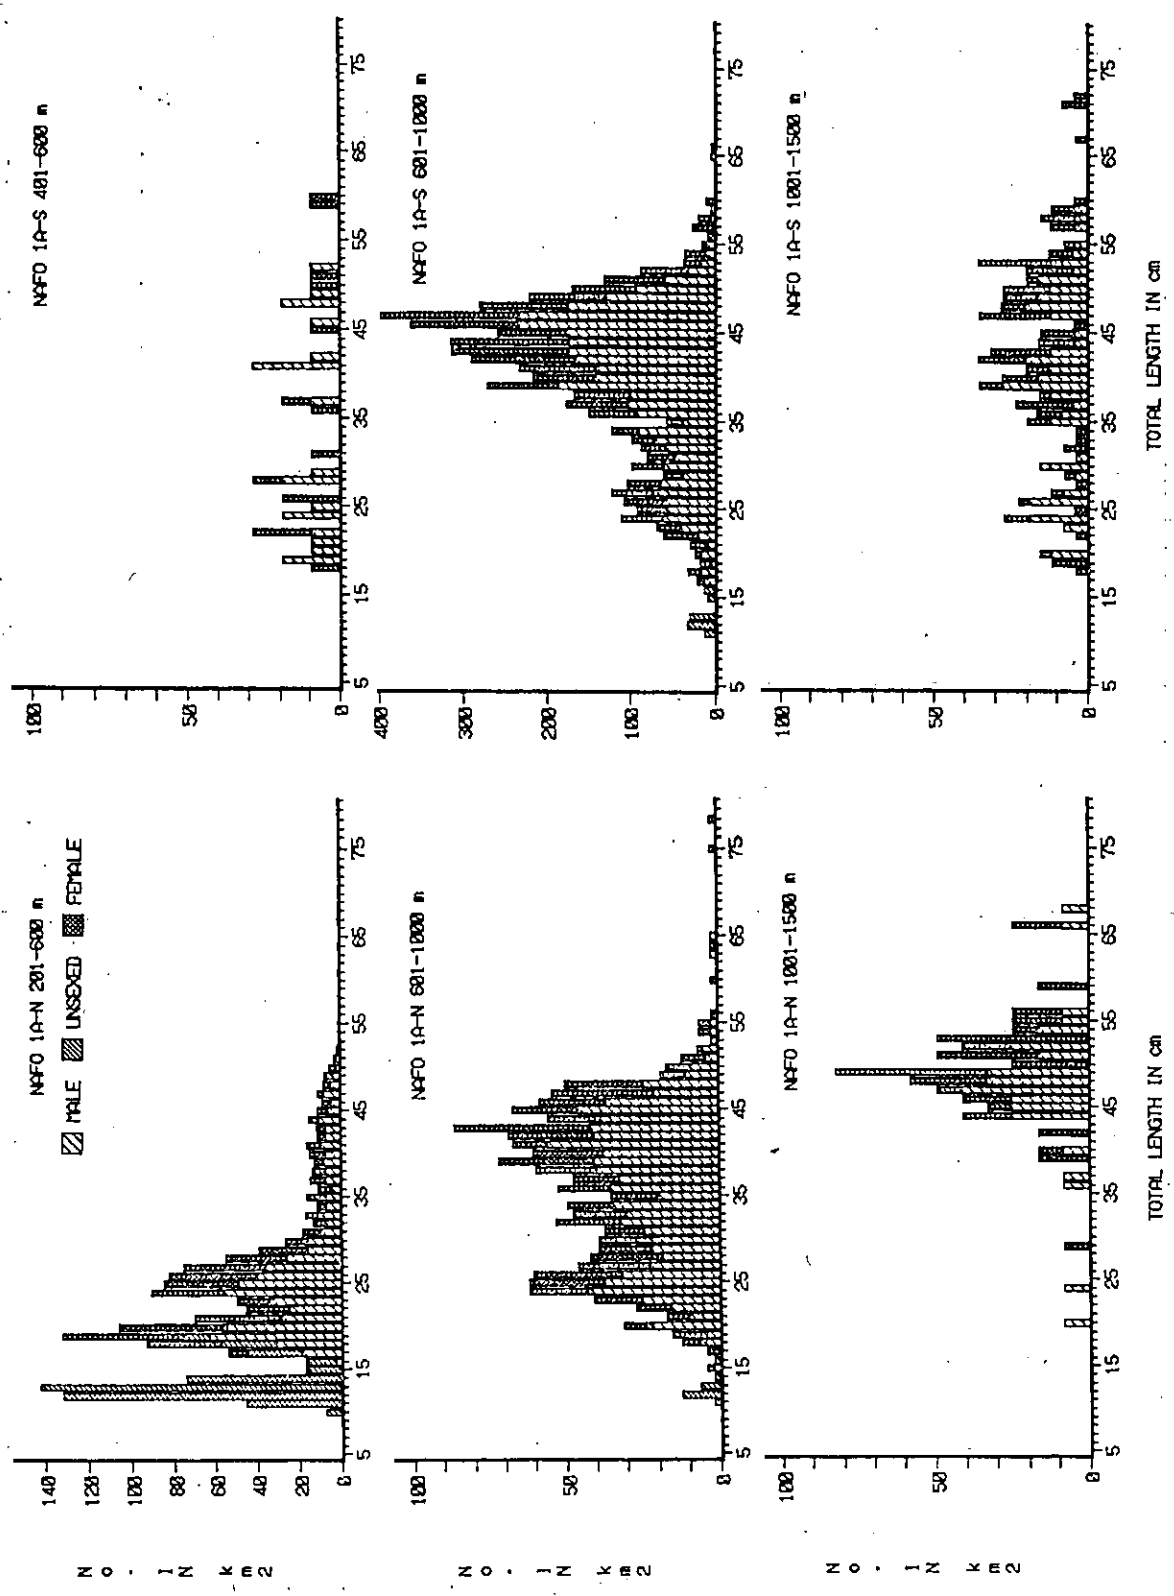 NAFO 1A-N 201-600 m
MALE UNSEXED FEMALE
140
120
100
80
60
40
20
0
5 15 25 35 45 55 65 75
NAFO 1A-S 401-600 m
100
50
0
5 15 25 35 45 55 65 75
No. IN km2
NAFO 1A-N 601-1000 m
100
50
0
5 15 25 35 45 55 65 75
NAFO 1A-S 601-1000 m
400
300
200
100
0
5 15 25 35 45 55 65 75
No. IN km2
NAFO 1A-N 1001-1500 m
100
50
0
5 15 25 35 45 55 65 75
TOTAL LENGTH IN cm
NAFO 1A-S 1001-1500 m
100
50
0
5 15 25 35 45 55 65 75
TOTAL LENGTH IN cm
No. IN km2